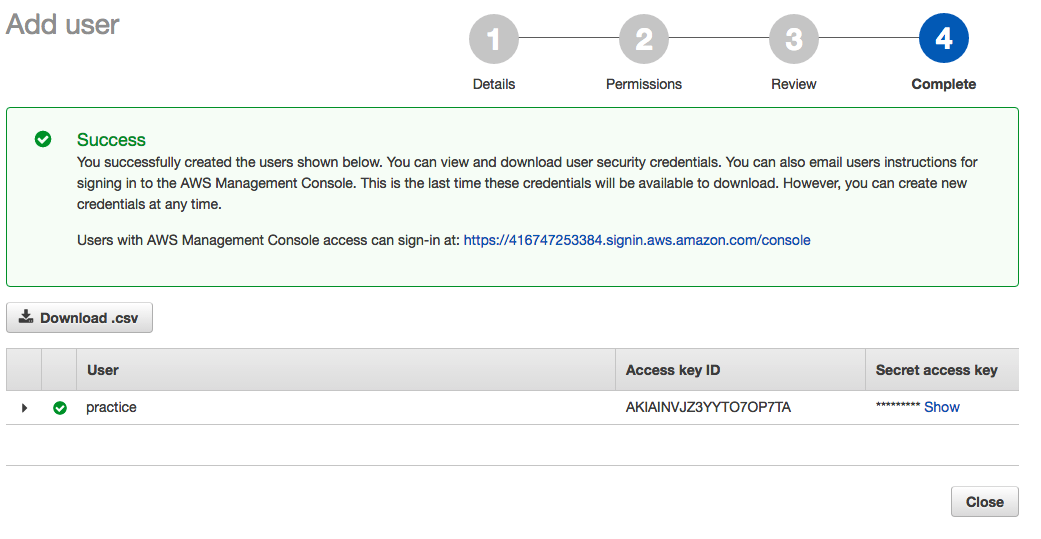 Add user
1
2
3
4
Details
Permissions
Review
Complete
Success
You successfully created the users shown below. You can view and download user security credentials. You can also email users instructions for
signing in to the AWS Management Console. This is the last time these credentials will be available to download. However, you can create new
credentials at any time.
Users with AWS Management Console access can sign-in at: https://416747253384.signin.aws.amazon.com/console
Download .csv
User
Access key ID
Secret access key
practice
AKIAINVJZ3YYTO7OP7TA
********* Show
Close